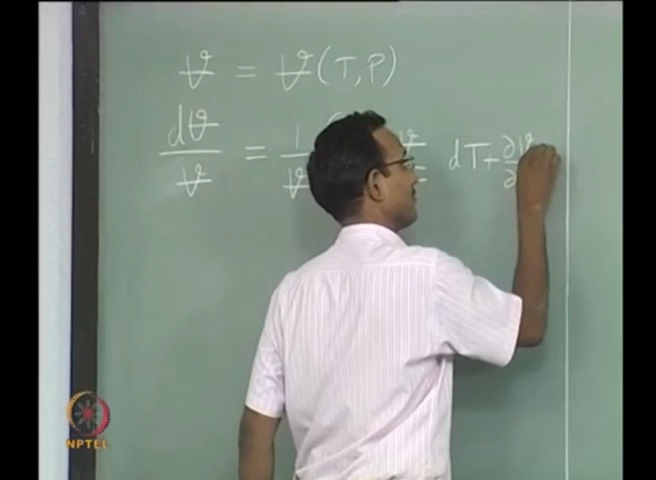 V = V(T, P)
dV/V = 1/V V dT + ∂V/∂
NPTEL